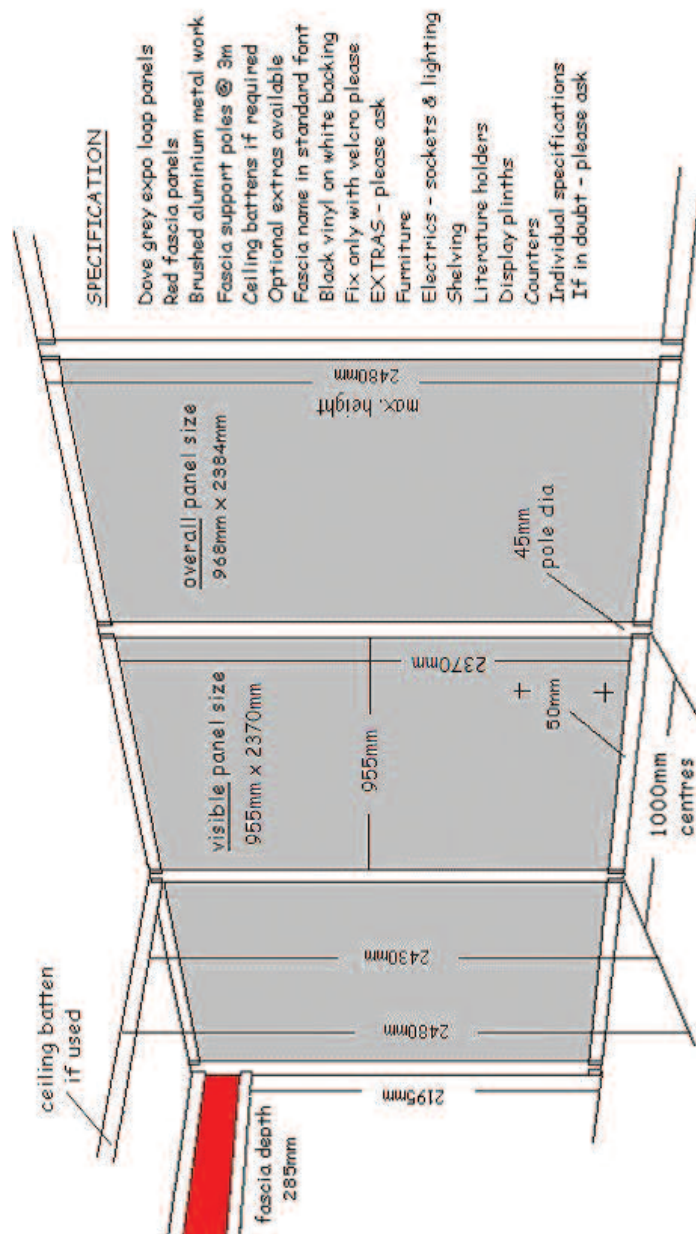 SPECIFICATION
Dove grey expo loop panels
Red fascia panels
Brushed aluminium metal work
Fascia support poles @ 3m
Ceiling battens if required
Optional extras available
Fascia name in standard font
Black vinyl on white backing
Fix only with velcro please
EXTRAS - please ask
Furniture
Electrics - sockets & lighting
Shelving
Literature holders
Display plinths
Counters
Individual specifications
If in doubt - please ask
ceiling batten
if used
fascia depth
285mm
2195mm
2480mm
2430mm
visible panel size
955mm x 2370mm
955mm
2370mm
50mm
1000mm
centres
overall panel size
968mm x 2384mm
45mm
pole dia
max. height
2480mm